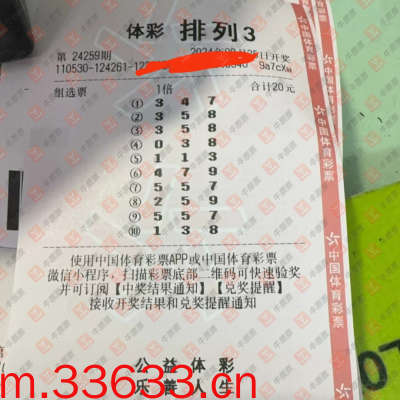 体彩 排列3
第 24259期
110530-124261-12
9a7cXw
组选票 1倍 合计20元
① 3 4 7
② 3 5 8
③ 3 5 8
④ 0 3 8
⑤ 1 1 3
⑥ 4 7 9
⑦ 5 5 7
⑧ 2 5 9
⑨ 5 5 7
⑩ 1 3 8
使用中国体育彩票APP或中国体育彩票
微信小程序，扫描彩票底部二维码可快速验奖
并可订阅【中奖结果通知】【兑奖提醒】
接收开奖结果和兑奖提醒通知
公益体彩
乐善人生
中国体育彩票
中国体育彩票
m.33633.cn